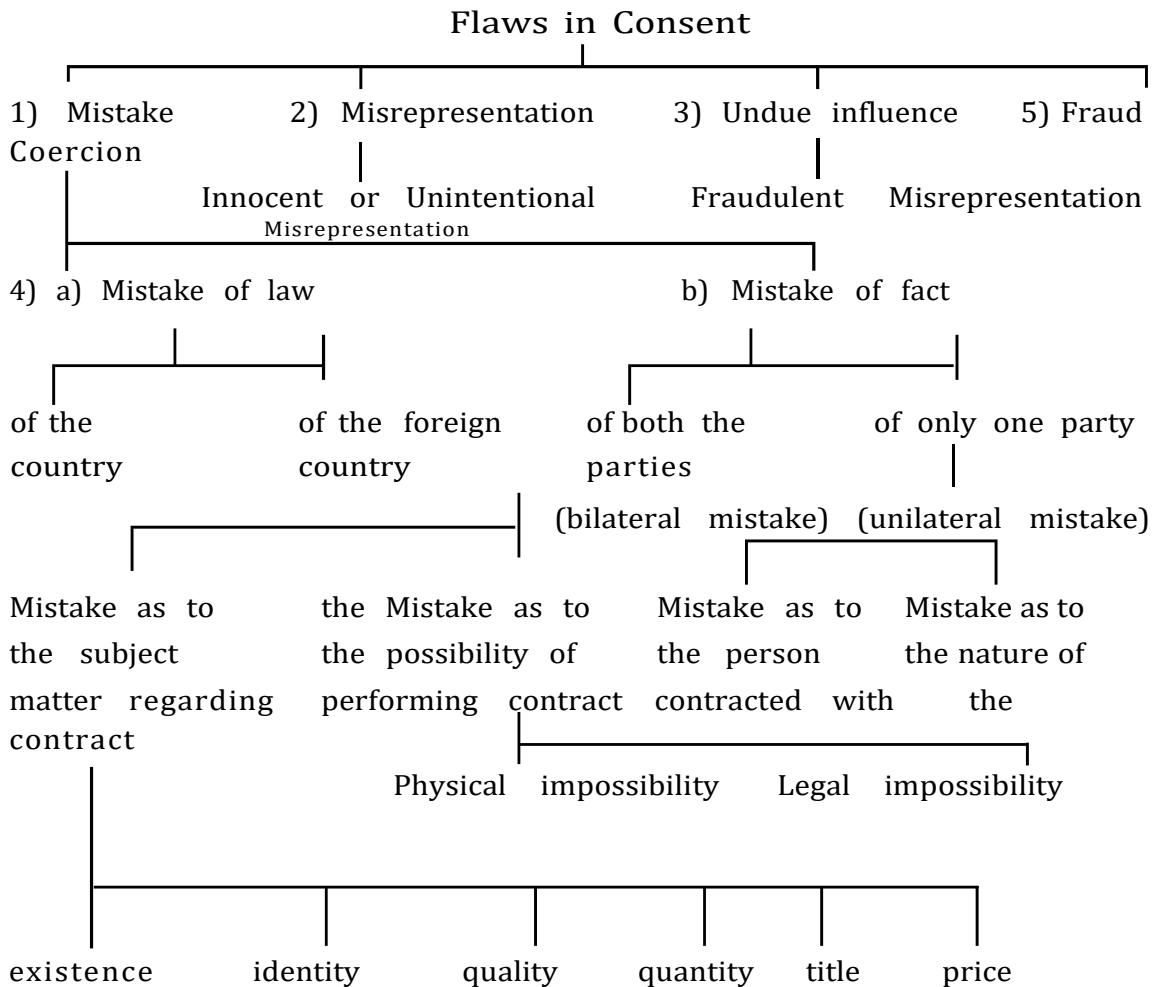 Flaws in Consent
1) Mistake 2) Misrepresentation 3) Undue influence 5) Fraud
Coercion
Innocent or Unintentional Fraudulent Misrepresentation
Misrepresentation
4) a) Mistake of law b) Mistake of fact
of the of the foreign of both the of only one party
country country parties
(bilateral mistake) (unilateral mistake)
Mistake as to the Mistake as to Mistake as to Mistake as to
the subject the possibility of the person the nature of
matter regarding performing contract contracted with the
contract
Physical impossibility Legal impossibility
existence identity quality quantity title price